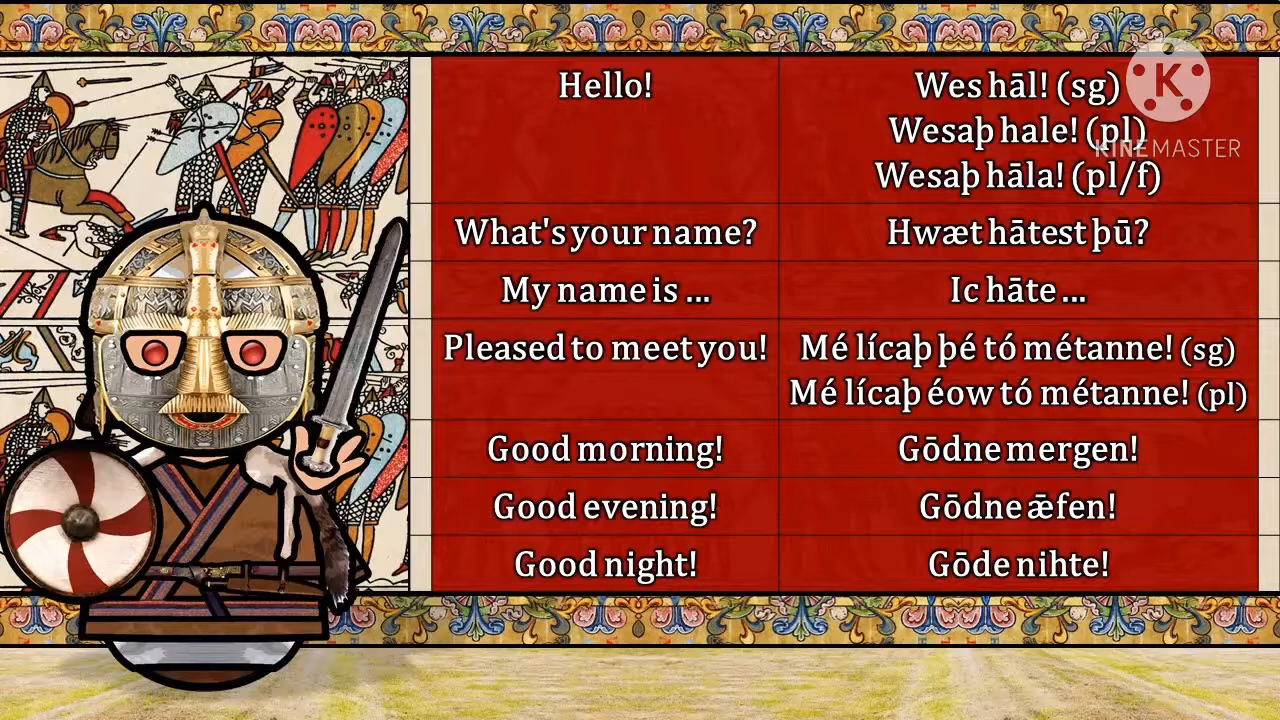 Hello!
Wes hāl! (sg)
Wesaþ hale! (pl)
Wesaþ hāla! (pl/f)
K
KINEMASTER
What's your name?
Hwæt hātest þū?
My name is ...
Ic hāte ...
Pleased to meet you!
Mé lícaþ þé tó métanne! (sg)
Mé lícaþ éow tó métanne! (pl)
Good morning!
Gōdne mergen!
Good evening!
Gōdne ǣfen!
Good night!
Gōde nihte!